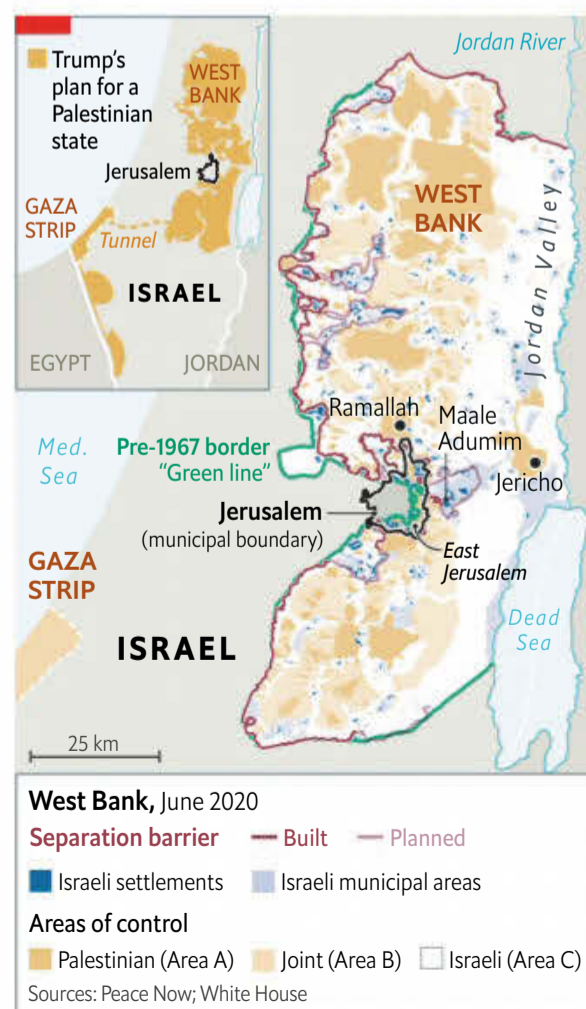 Trump's
plan for a
Palestinian
state
WEST
BANK
Jerusalem
GAZA
STRIP
Tunnel
ISRAEL
EGYPT
JORDAN
Jordan River
WEST
BANK
Jordan Valley
Ramallah
Maale
Adumim
Jericho
Med.
Sea
Pre-1967 border
“Green line”
Jerusalem
(municipal boundary)
East
Jerusalem
GAZA
STRIP
ISRAEL
Dead
Sea
25 km
West Bank, June 2020
Separation barrier Built Planned
Israeli settlements Israeli municipal areas
Areas of control
Palestinian (Area A) Joint (Area B) Israeli (Area C)
Sources: Peace Now; White House